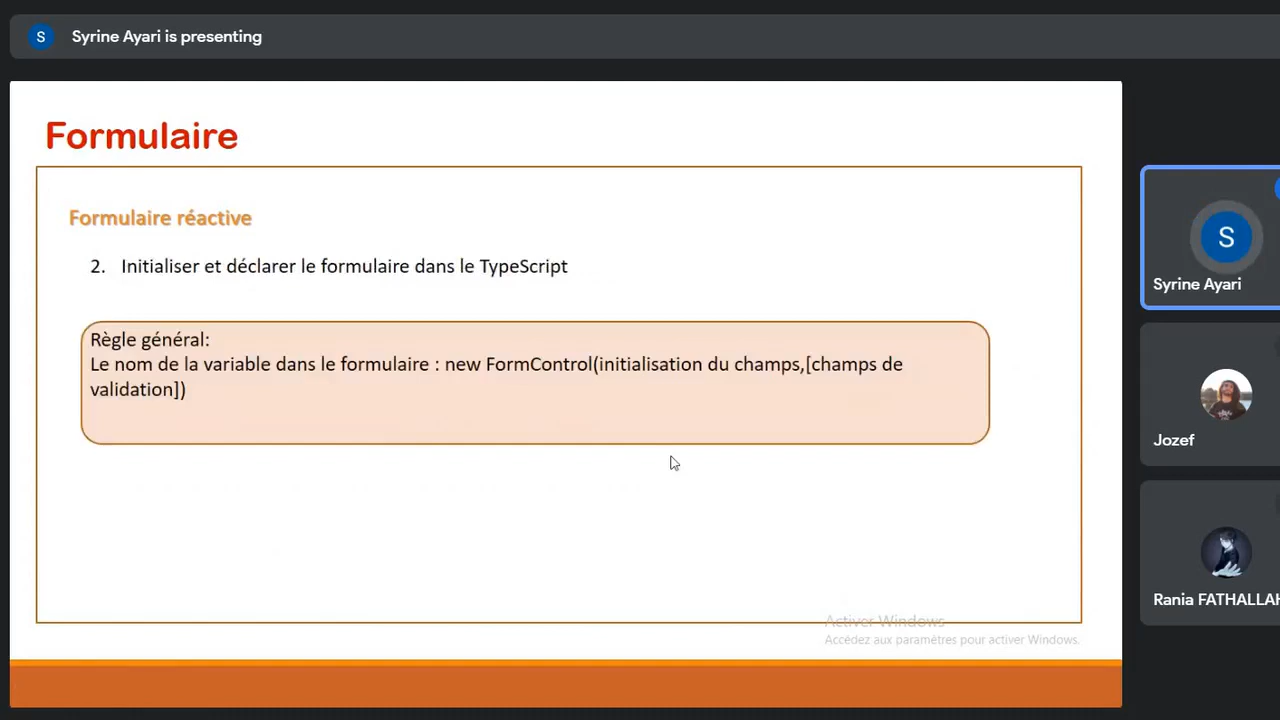 S
Syrine Ayari is presenting
Formulaire
Formulaire réactive
2. Initialiser et déclarer le formulaire dans le TypeScript
Règle général:
Le nom de la variable dans le formulaire : new FormControl(initialisation du champs,[champs de
validation])
Activer Windows
Accédez aux paramètres pour activer Windows.
S
Syrine Ayari
Jozef
Rania FATHALLAH